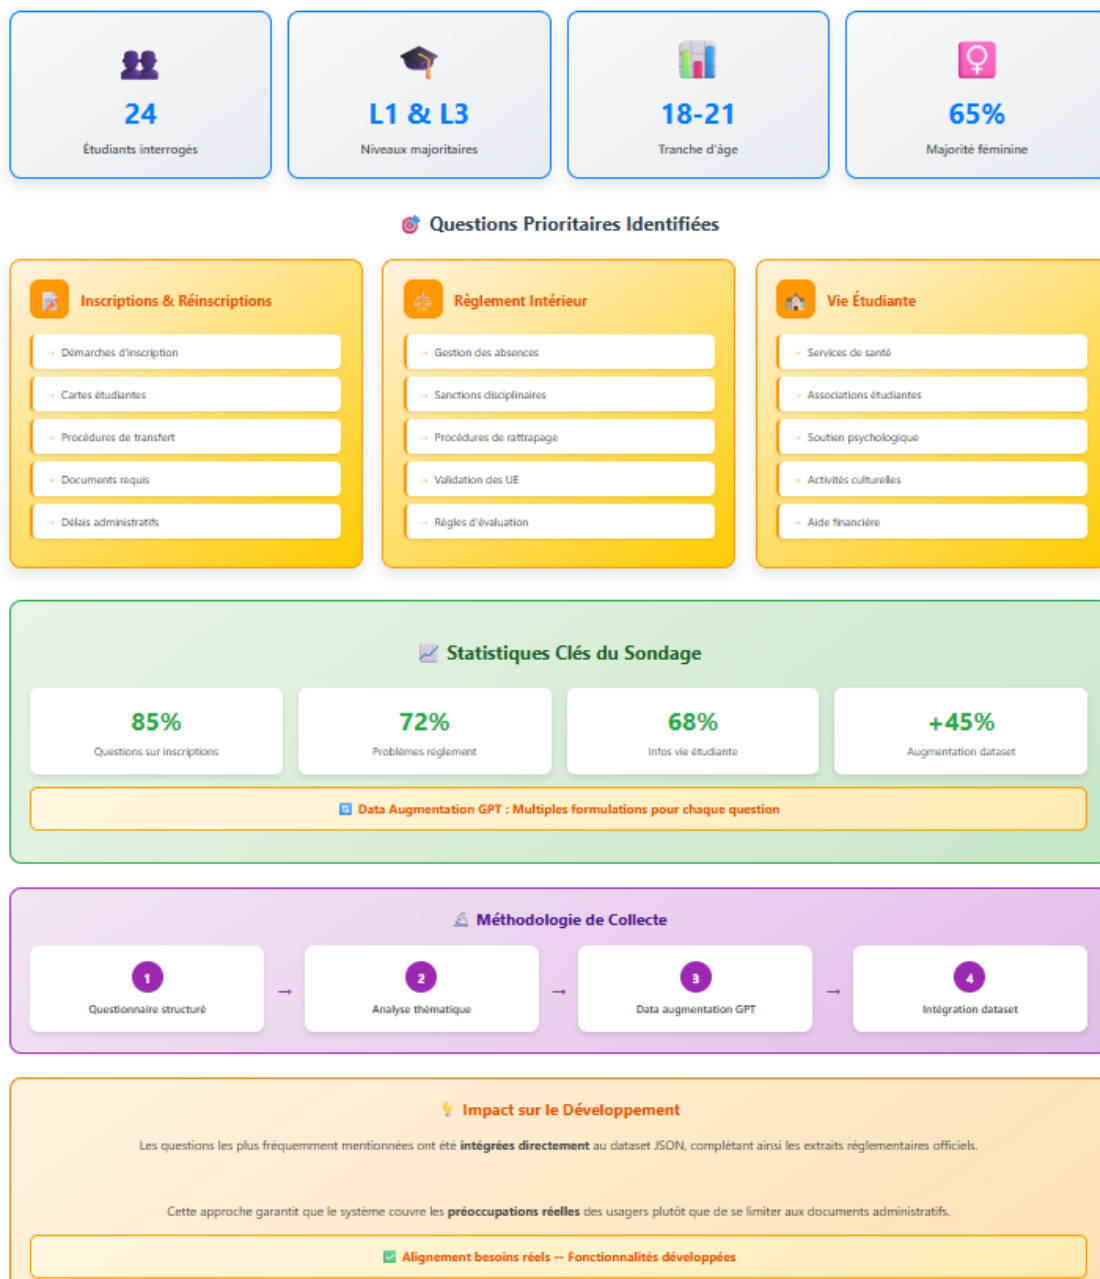 24
Étudiants interrogés
L1 & L3
Niveaux majoritaires
18-21
Tranche d'âge
65%
Majorité féminine
Questions Prioritaires Identifiées
Inscriptions & Réinscriptions
→ Démarches d'inscription
→ Cartes étudiantes
→ Procédures de transfert
→ Documents requis
→ Délais administratifs
Règlement Intérieur
→ Gestion des absences
→ Sanctions disciplinaires
→ Procédures de rattrapage
→ Validation des UE
→ Règles d'évaluation
Vie Étudiante
→ Services de santé
→ Associations étudiantes
→ Soutien psychologique
→ Activités culturelles
→ Aide financière
Statistiques Clés du Sondage
85%
Questions sur inscriptions
72%
Problèmes règlement
68%
Infos vie étudiante
+45%
Augmentation dataset
Data Augmentation GPT : Multiples formulations pour chaque question
Méthodologie de Collecte
1
Questionnaire structuré
→
2
Analyse thématique
→
3
Data augmentation GPT
→
4
Intégration dataset
Impact sur le Développement
Les questions les plus fréquemment mentionnées ont été intégrées directement au dataset JSON, complétant ainsi les extraits réglementaires officiels.
Cette approche garantit que le système couvre les préoccupations réelles des usagers plutôt que de se limiter aux documents administratifs.
Alignement besoins réels ↔ Fonctionnalités développées